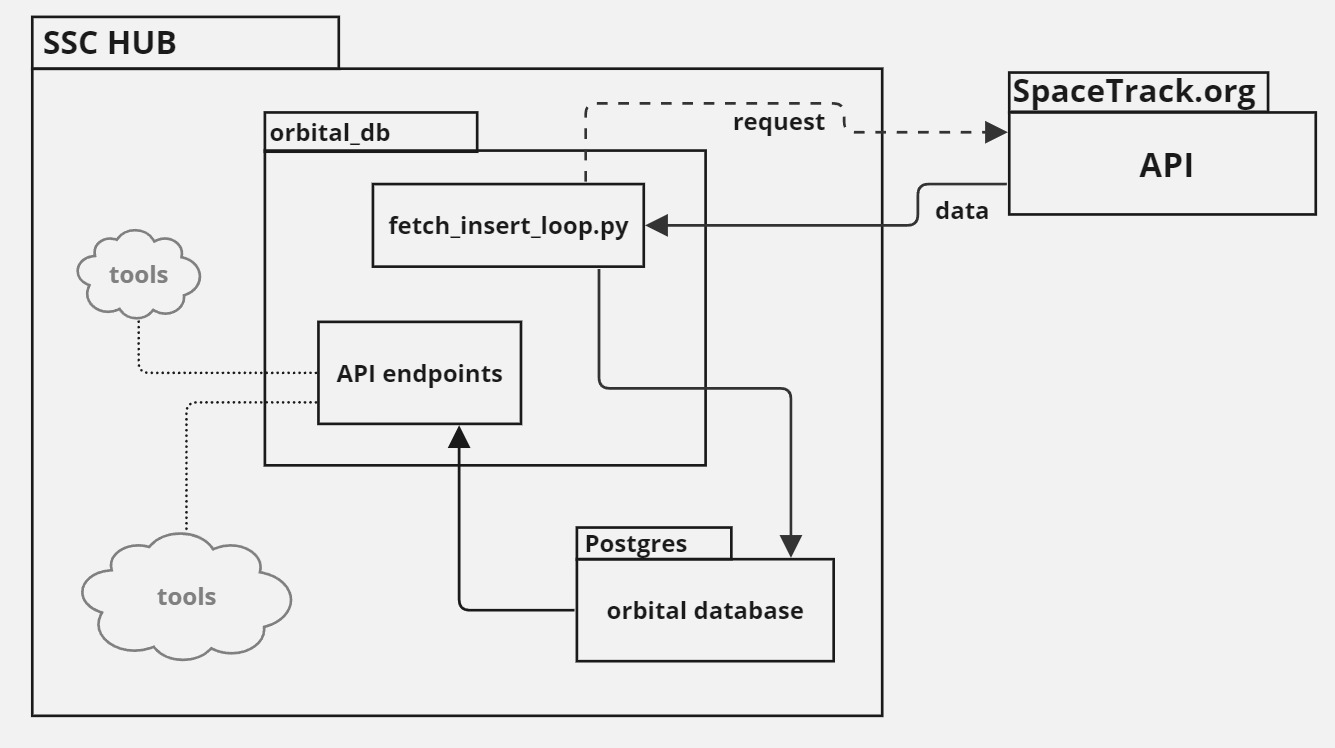 SSC HUB
SpaceTrack.org
API
request
data
orbital_db
fetch_insert_loop.py
tools
API endpoints
Postgres
orbital database
tools